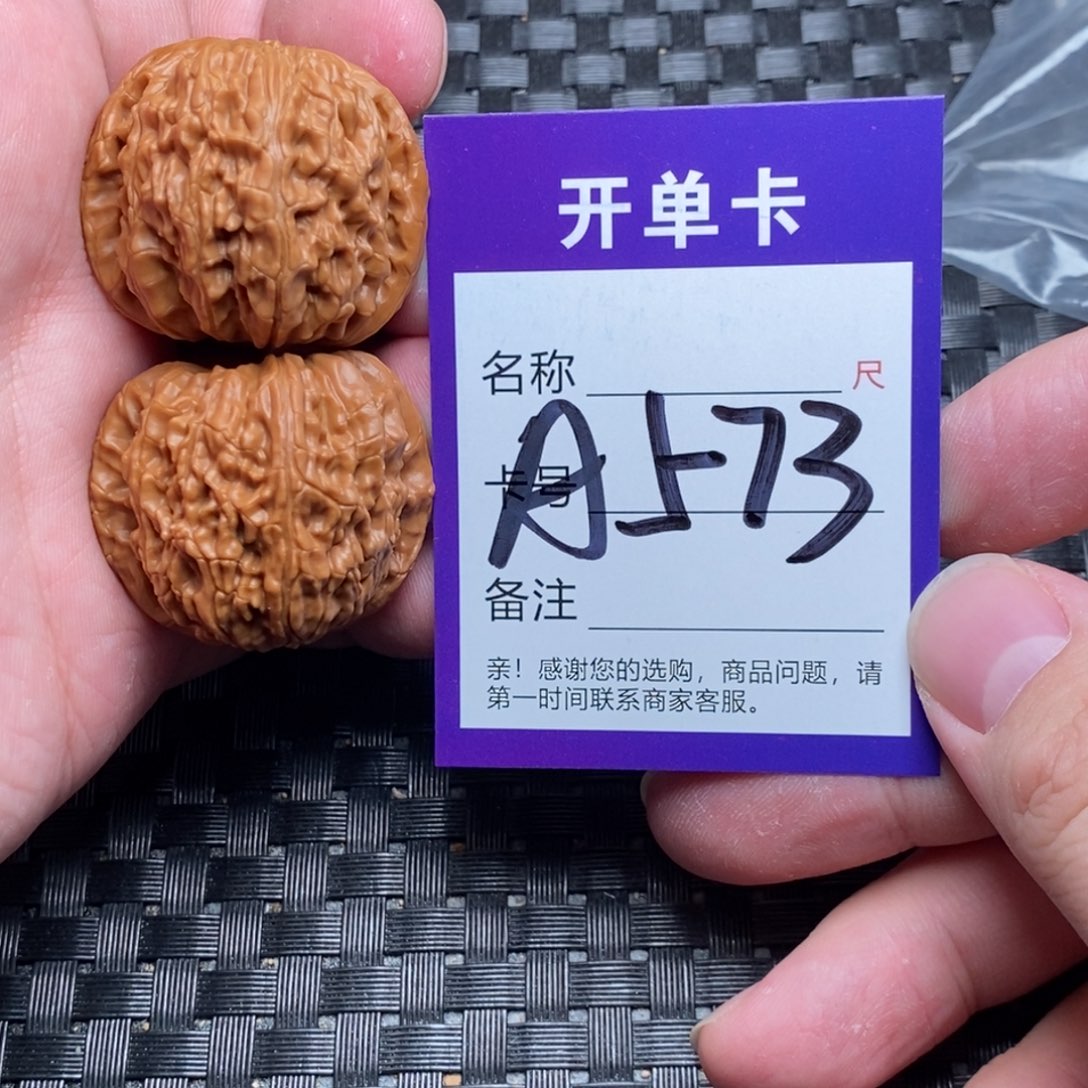 开单卡
名称 尺
A573
卡号
备注
亲！感谢您的选购，商品问题，请
第一时间联系商家客服。